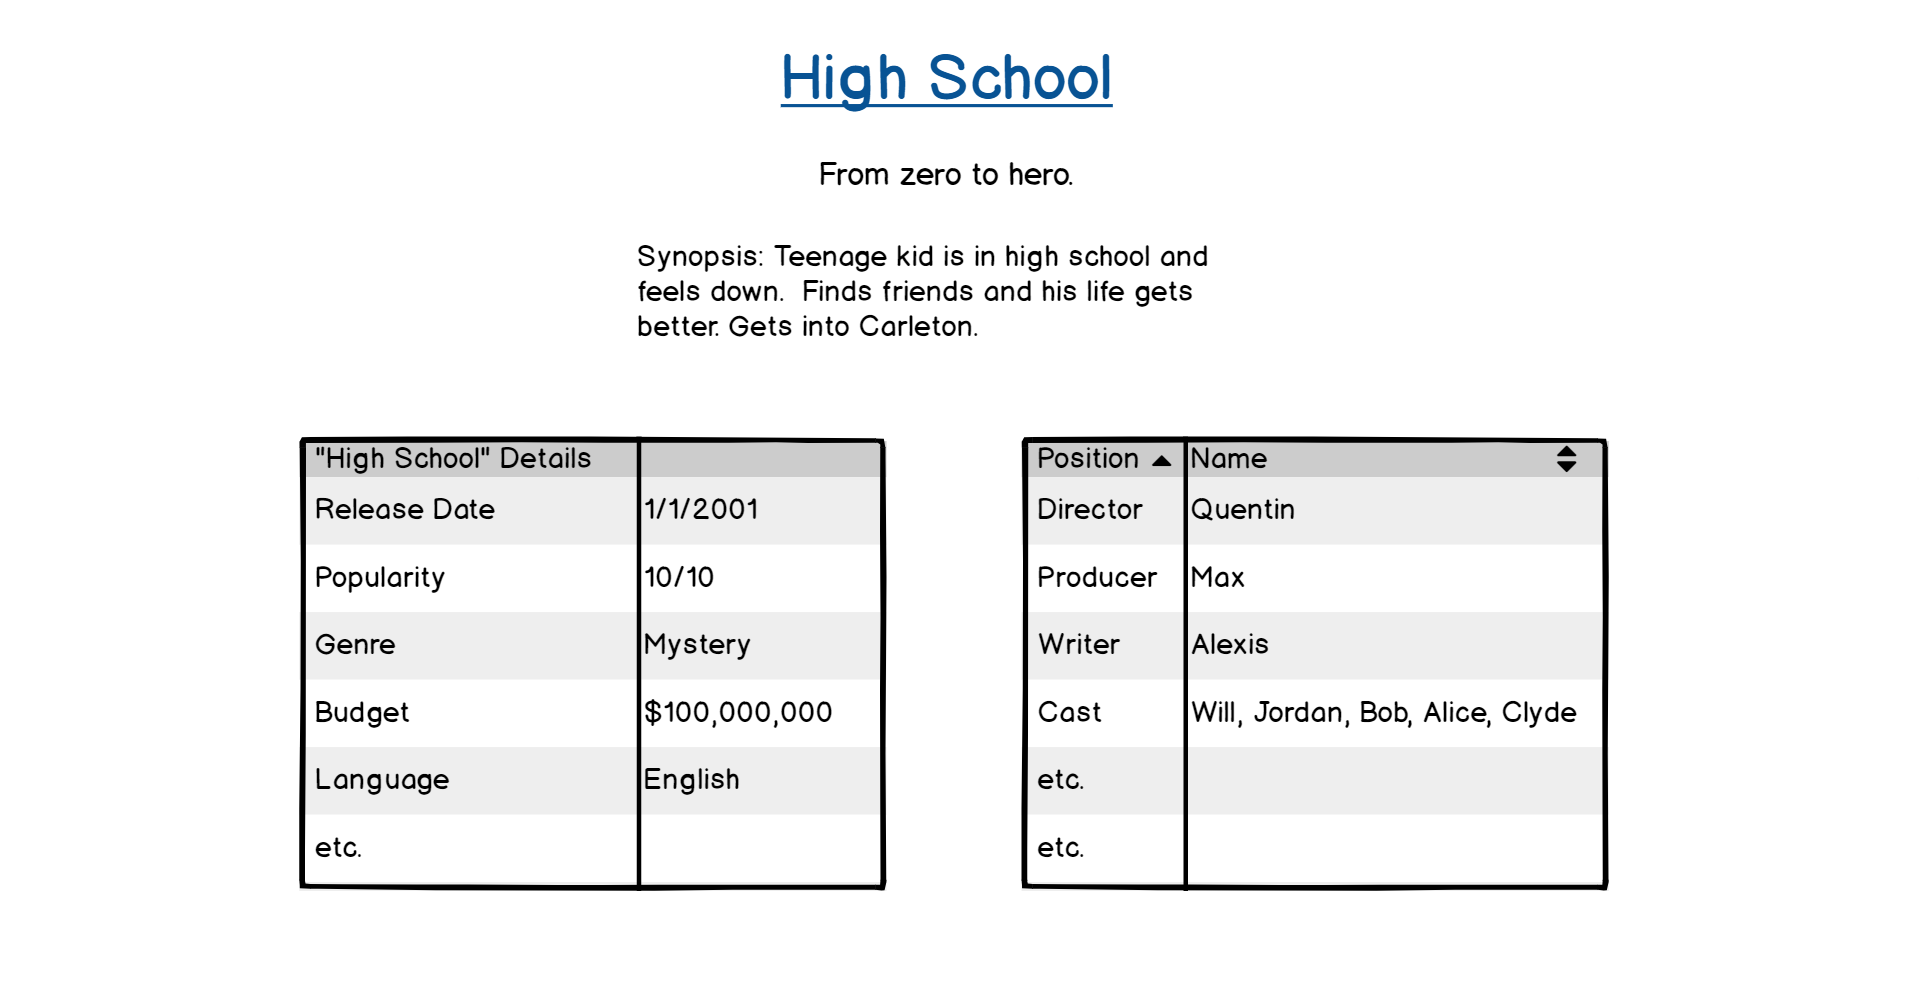 High School
From zero to hero.
Synopsis: Teenage kid is in high school and
feels down.  Finds friends and his life gets
better. Gets into Carleton.
"High School" Details
Release Date 1/1/2001
Popularity 10/10
Genre Mystery
Budget $100,000,000
Language English
etc.
Position Name
Director Quentin
Producer Max
Writer Alexis
Cast Will, Jordan, Bob, Alice, Clyde
etc.
etc.